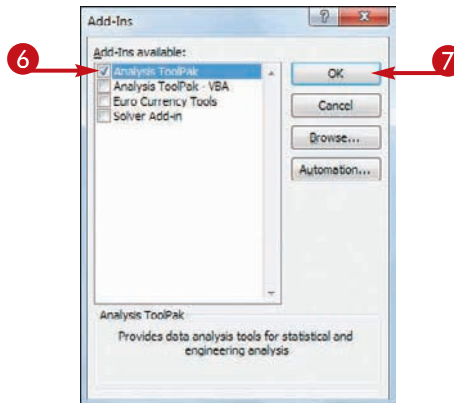 Add-Ins
Add-Ins available:
6
Analysis ToolPak
OK
7
Analysis ToolPak - VBA
Euro Currency Tools
Cancel
Solver Add-in
Browse...
Automation...
Analysis ToolPak
Provides data analysis tools for statistical and
engineering analysis